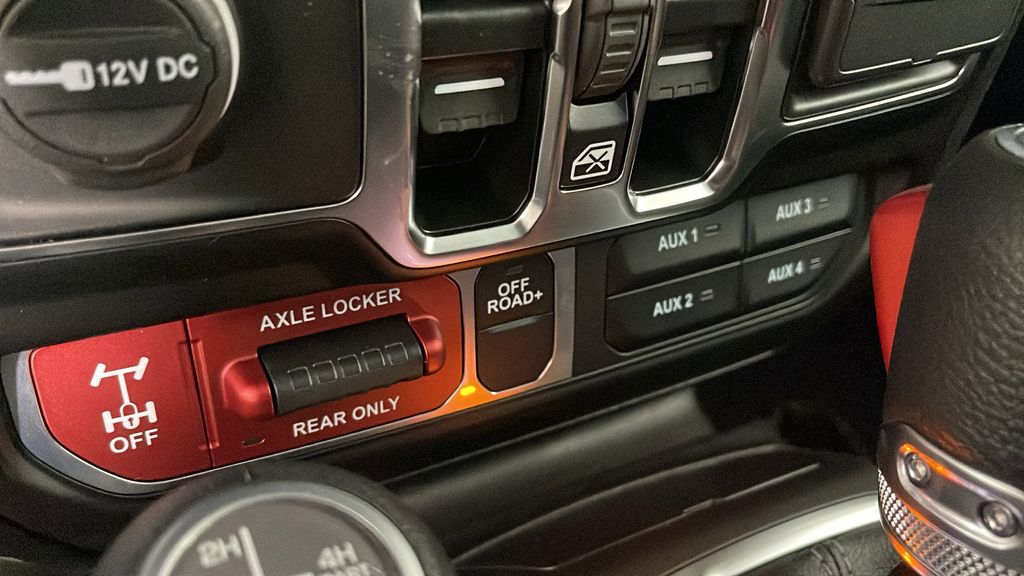 12V DC
AUX 1
AUX 3
AUX 2
AUX 4
AXLE LOCKER
OFF
ROAD+
REAR ONLY
OFF
2H
4H